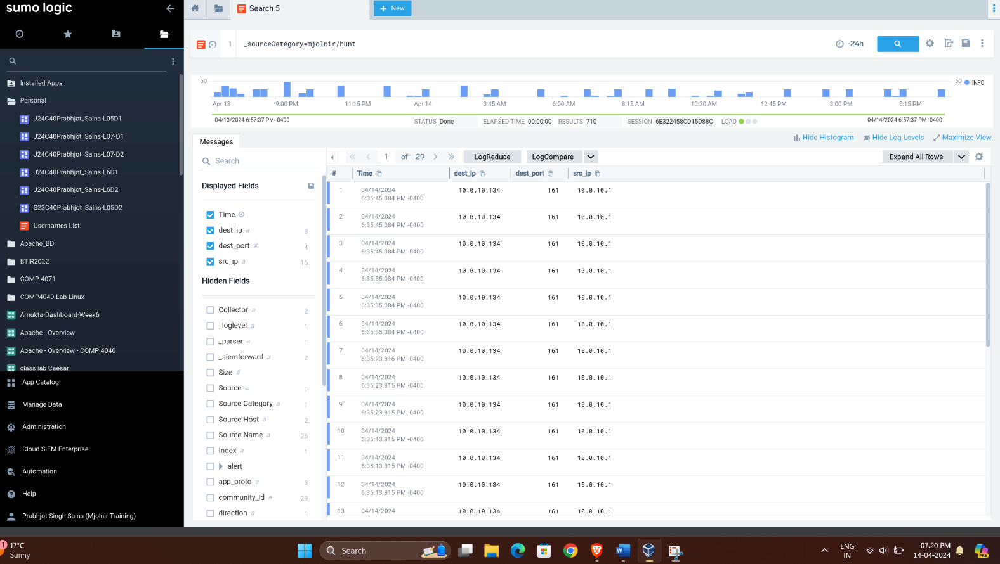 sumo logic
Search 5
+ New
1
_sourceCategory=mjolnir/hunt
-24h
Installed Apps
Personal
J24C40Prabhjot_Sains-L05D1
J24C40Prabhjot_Sains-L07-D1
J24C40Prabhjot_Sains-L07-D2
J24C40Prabhjot_Sains-L6D1
J24C40Prabhjot_Sains-L6D2
S23C40Prabhjot_Sains-L05D2
Usernames List
Apache_BD
BTIR2022
COMP 4071
COMP4040 Lab Linux
Amukta-Dashboard-Week6
Apache - Overview
Apache - Overview - COMP 4040
class lab Caesar
App Catalog
Manage Data
Administration
Cloud SIEM Enterprise
Automation
Help
Prabhjot Singh Sains (Mjolnir Training)
50
50 INFO
Apr 13 9:00 PM 11:15 PM Apr 14 3:45 AM 6:00 AM 8:15 AM 10:30 AM 12:45 PM 3:00 PM 5:15 PM
04/13/2024 6:57:37 PM -0400
STATUS Done ELAPSED TIME 00:00:00 RESULTS 710 SESSION 6E322458CD15D88C LOAD
04/14/2024 6:57:37 PM -0400
Hide Histogram Hide Log Levels Maximize View
Messages
Search
Displayed Fields
Time
dest_ip a 8
dest_port # 4
src_ip a 15
Hidden Fields
Collector a 2
_loglevel a 1
_parser a 1
_siemforward a 2
Size #
Source a 1
Source Category a 1
Source Host a 2
Source Name a 26
Index a 1
alert
app_proto a 3
community_id a 29
direction a 1
1 of 29 LogReduce LogCompare Expand All Rows
# Time dest_ip dest_port src_ip
1 04/14/2024 10.0.10.134 161 10.0.10.1
6:35:45.084 PM -0400
2 04/14/2024 10.0.10.134 161 10.0.10.1
6:35:45.084 PM -0400
3 04/14/2024 10.0.10.134 161 10.0.10.1
6:35:45.084 PM -0400
4 04/14/2024 10.0.10.134 161 10.0.10.1
6:35:35.084 PM -0400
5 04/14/2024 10.0.10.134 161 10.0.10.1
6:35:35.084 PM -0400
6 04/14/2024 10.0.10.134 161 10.0.10.1
6:35:35.084 PM -0400
7 04/14/2024 10.0.10.134 161 10.0.10.1
6:35:23.816 PM -0400
8 04/14/2024 10.0.10.134 161 10.0.10.1
6:35:23.815 PM -0400
9 04/14/2024 10.0.10.134 161 10.0.10.1
6:35:23.815 PM -0400
10 04/14/2024 10.0.10.134 161 10.0.10.1
6:35:13.815 PM -0400
11 04/14/2024 10.0.10.134 161 10.0.10.1
6:35:13.815 PM -0400
12 04/14/2024 10.0.10.134 161 10.0.10.1
6:35:13.815 PM -0400
13 04/14/2024 10.0.10.134 161 10.0.10.1
1
17°C
Sunny
Search
ENG
IN
07:20 PM
14-04-2024
PRE